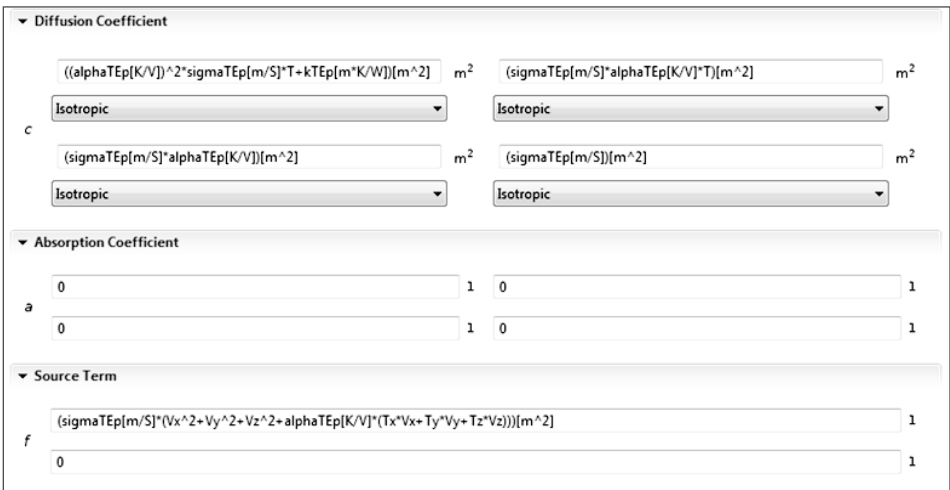 Diffusion Coefficient
((alphaTEp[K/V])^2*sigmaTEp[m/S]*T+kTEp[m*K/W])[m^2] m² (sigmaTEp[m/S]*alphaTEp[K/V]*T)[m^2] m²
Isotropic Isotropic
c
(sigmaTEp[m/S]*alphaTEp[K/V])[m^2] m² (sigmaTEp[m/S])[m^2] m²
Isotropic Isotropic
Absorption Coefficient
0 1 0 1
a
0 1 0 1
Source Term
(sigmaTEp[m/S]*(Vx^2+Vy^2+Vz^2+alphaTEp[K/V]*(Tx*Vx+Ty*Vy+Tz*Vz)))[m^2] 1
f
0 1